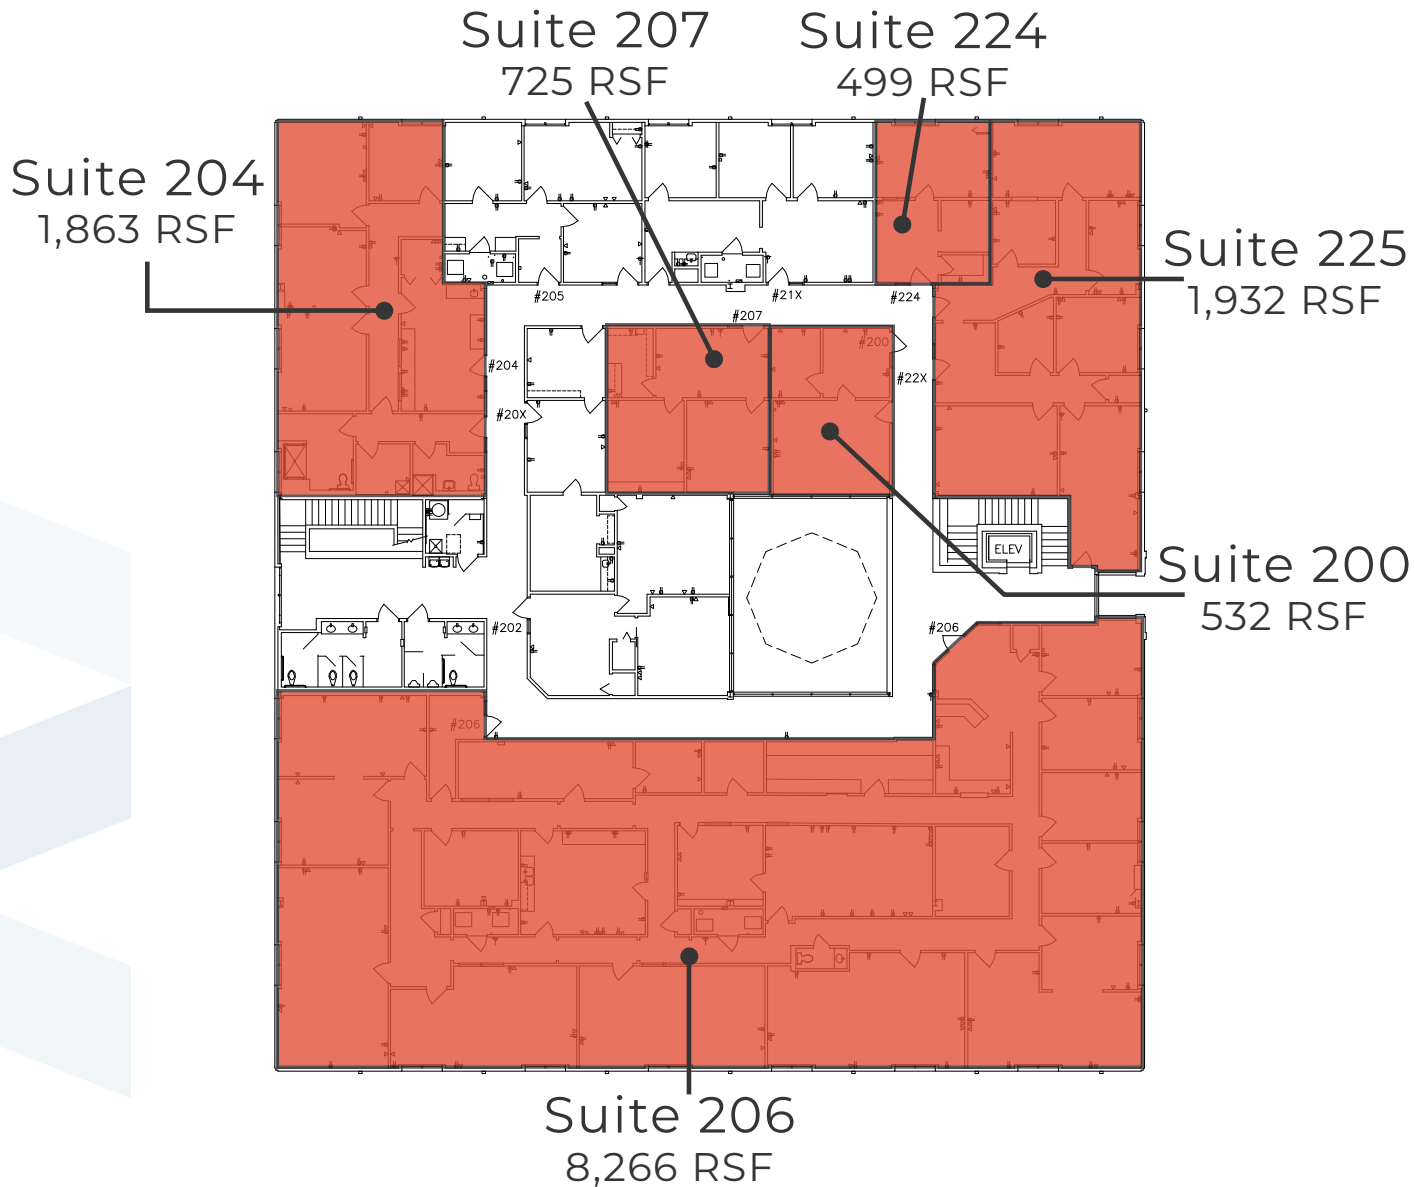 Suite 207
725 RSF
Suite 224
499 RSF
Suite 204
1,863 RSF
Suite 225
1,932 RSF
#205
#21X
#224
#207
#200
#204
#22X
#20X
ELEV
Suite 200
532 RSF
#202
#206
#206
Suite 206
8,266 RSF